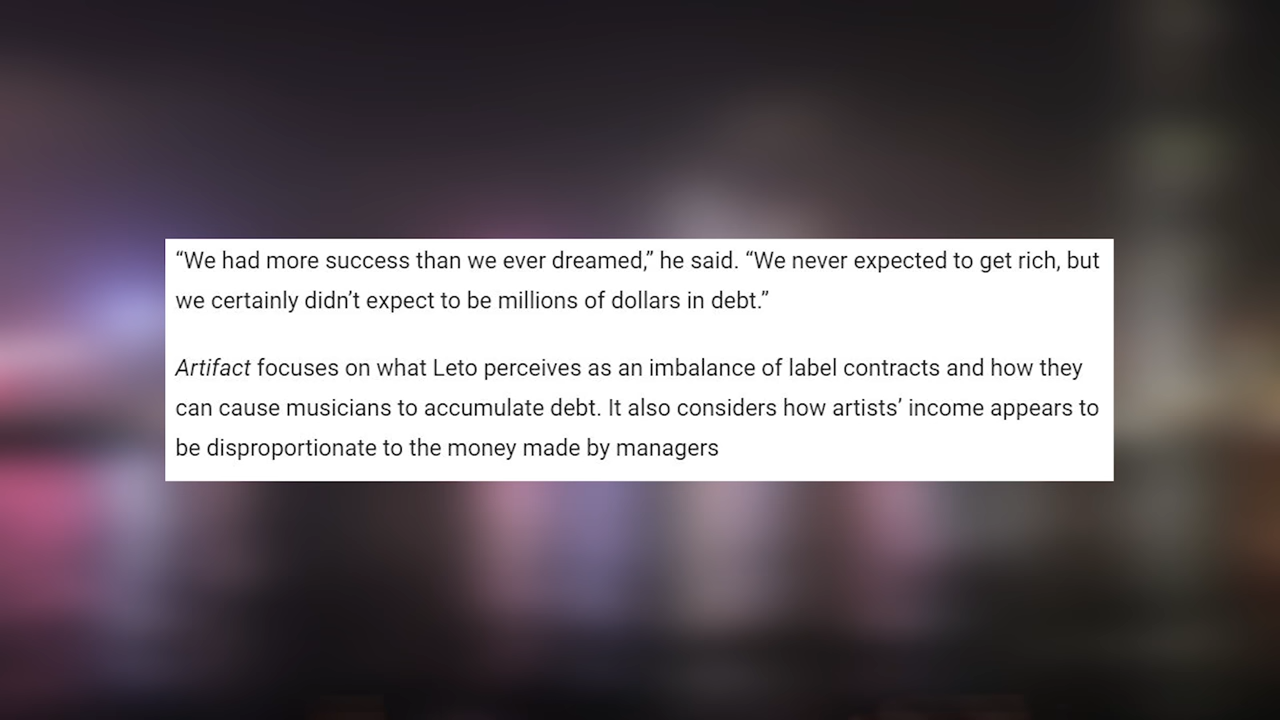 “We had more success than we ever dreamed,” he said. “We never expected to get rich, but
we certainly didn’t expect to be millions of dollars in debt.”
Artifact focuses on what Leto perceives as an imbalance of label contracts and how they
can cause musicians to accumulate debt. It also considers how artists’ income appears to
be disproportionate to the money made by managers